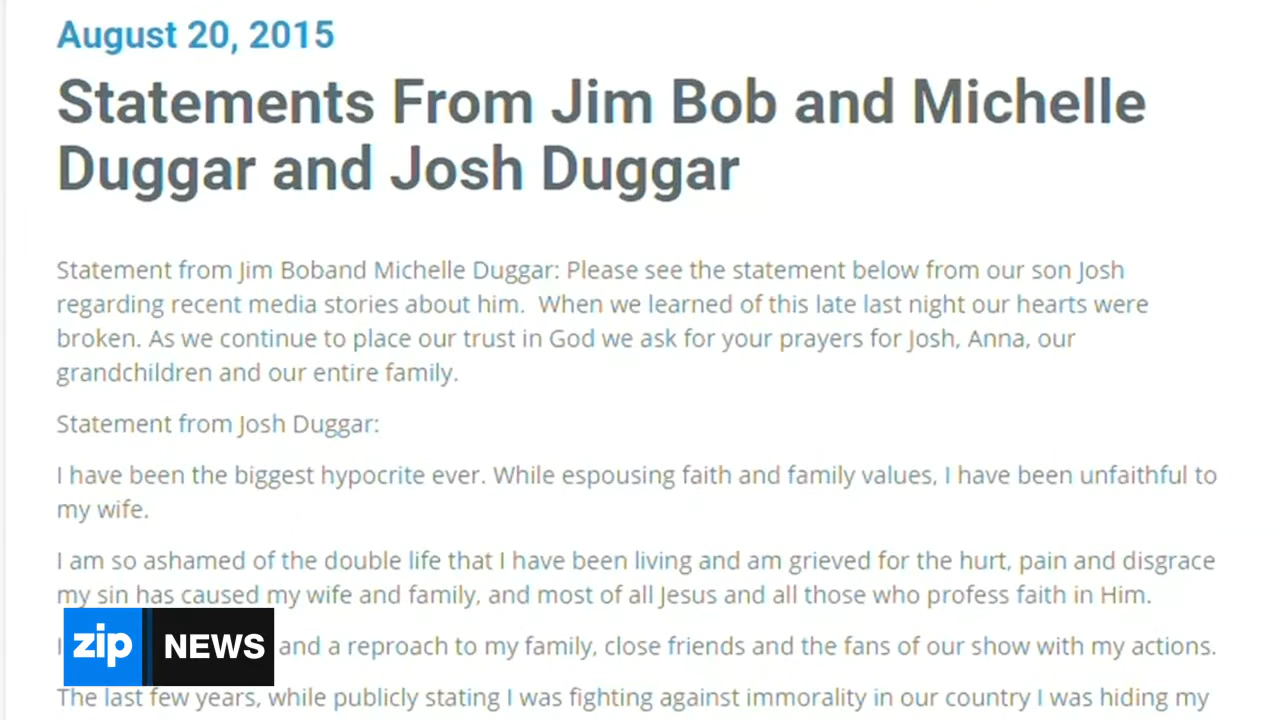 August 20, 2015
Statements From Jim Bob and Michelle
Duggar and Josh Duggar
Statement from Jim Boband Michelle Duggar: Please see the statement below from our son Josh
regarding recent media stories about him.  When we learned of this late last night our hearts were
broken. As we continue to place our trust in God we ask for your prayers for Josh, Anna, our
grandchildren and our entire family.
Statement from Josh Duggar:
I have been the biggest hypocrite ever. While espousing faith and family values, I have been unfaithful to
my wife.
I am so ashamed of the double life that I have been living and am grieved for the hurt, pain and disgrace
my sin has caused my wife and family, and most of all Jesus and all those who profess faith in Him.
I and a reproach to my family, close friends and the fans of our show with my actions.
zip NEWS
The last few years, while publicly stating I was fighting against immorality in our country I was hiding my